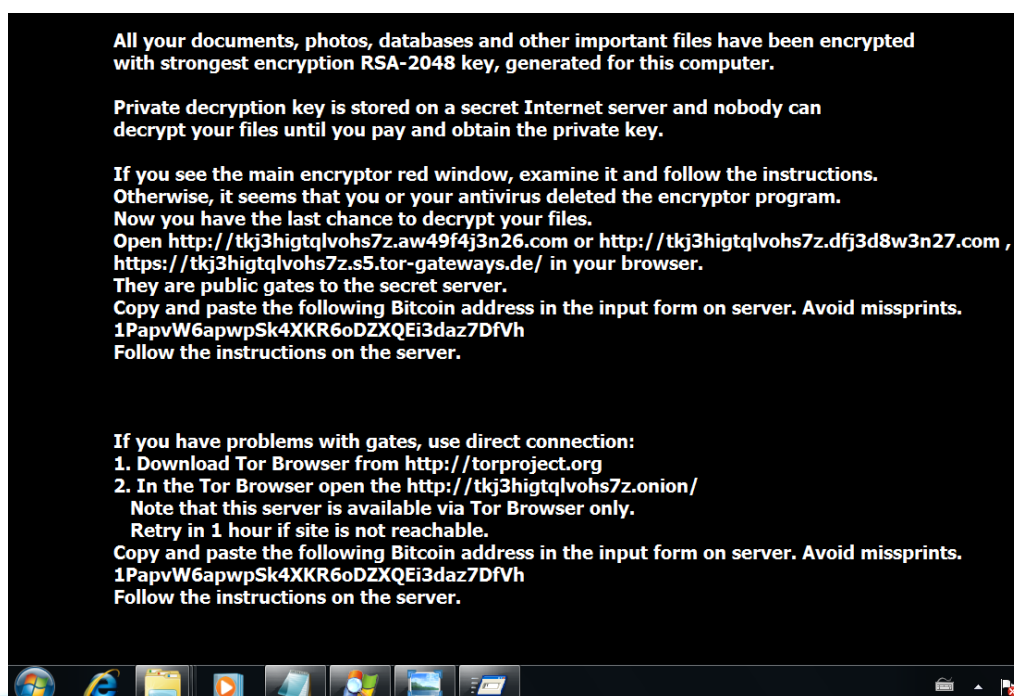 All your documents, photos, databases and other important files have been encrypted
with strongest encryption RSA-2048 key, generated for this computer.
Private decryption key is stored on a secret Internet server and nobody can
decrypt your files until you pay and obtain the private key.
If you see the main encryptor red window, examine it and follow the instructions.
Otherwise, it seems that you or your antivirus deleted the encryptor program.
Now you have the last chance to decrypt your files.
Open http://tkj3higtqlvohs7z.aw49f4j3n26.com or http://tkj3higtqlvohs7z.dfj3d8w3n27.com ,
https://tkj3higtqlvohs7z.s5.tor-gateways.de/ in your browser.
They are public gates to the secret server.
Copy and paste the following Bitcoin address in the input form on server. Avoid missprints.
1PapvW6apwpSk4XKR6oDZXQEi3daz7DfVh
Follow the instructions on the server.
If you have problems with gates, use direct connection:
1. Download Tor Browser from http://torproject.org
2. In the Tor Browser open the http://tkj3higtqlvohs7z.onion/
Note that this server is available via Tor Browser only.
Retry in 1 hour if site is not reachable.
Copy and paste the following Bitcoin address in the input form on server. Avoid missprints.
1PapvW6apwpSk4XKR6oDZXQEi3daz7DfVh
Follow the instructions on the server.